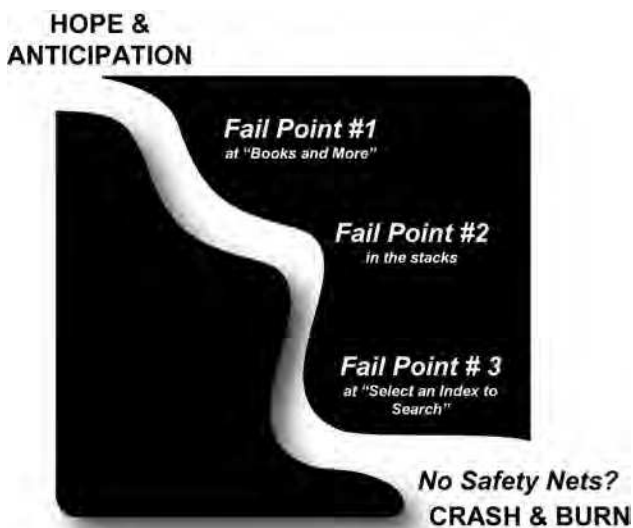 HOPE &
ANTICIPATION
Fail Point #1
at “Books and More”
Fail Point #2
in the stacks
Fail Point # 3
at “Select an Index to
Search”
No Safety Nets?
CRASH & BURN